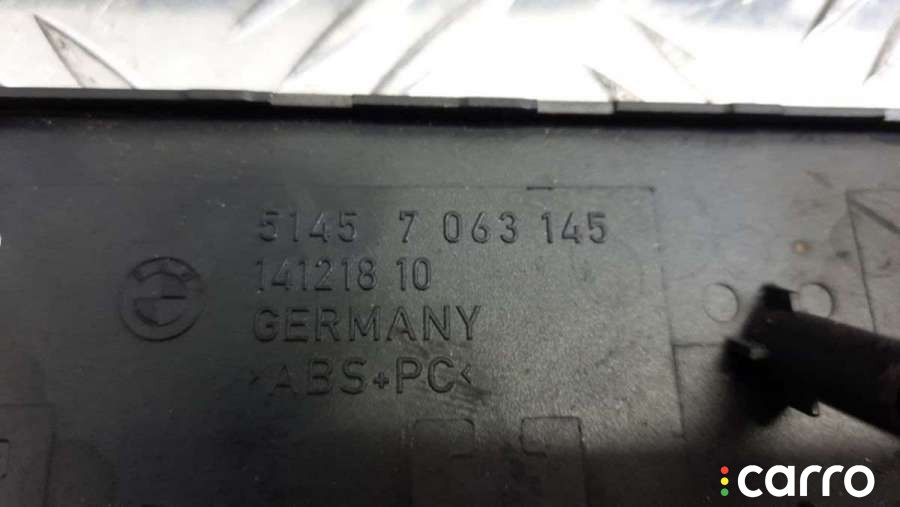 5145 7 063 145
141218 10
GERMANY
>ABS+PC<
carro